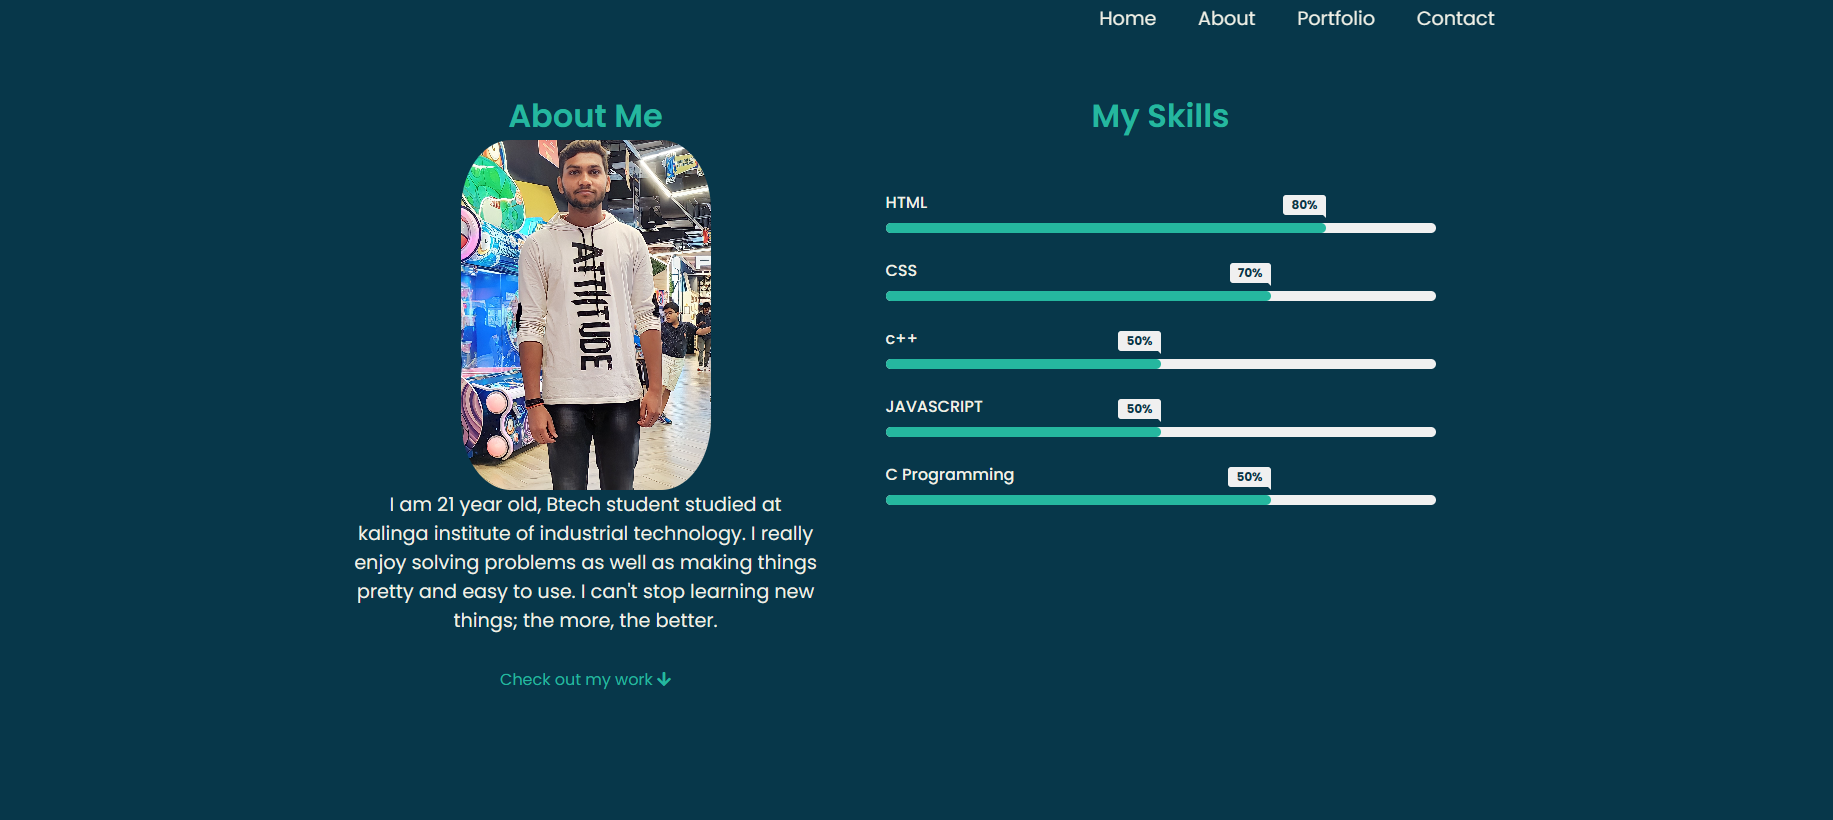 Home About Portfolio Contact
About Me
ATTITUDE
I am 21 year old, Btech student studied at
kalinga institute of industrial technology. I really
enjoy solving problems as well as making things
pretty and easy to use. I can't stop learning new
things; the more, the better.
Check out my work
My Skills
HTML 80%
CSS 70%
c++ 50%
JAVASCRIPT 50%
C Programming 50%